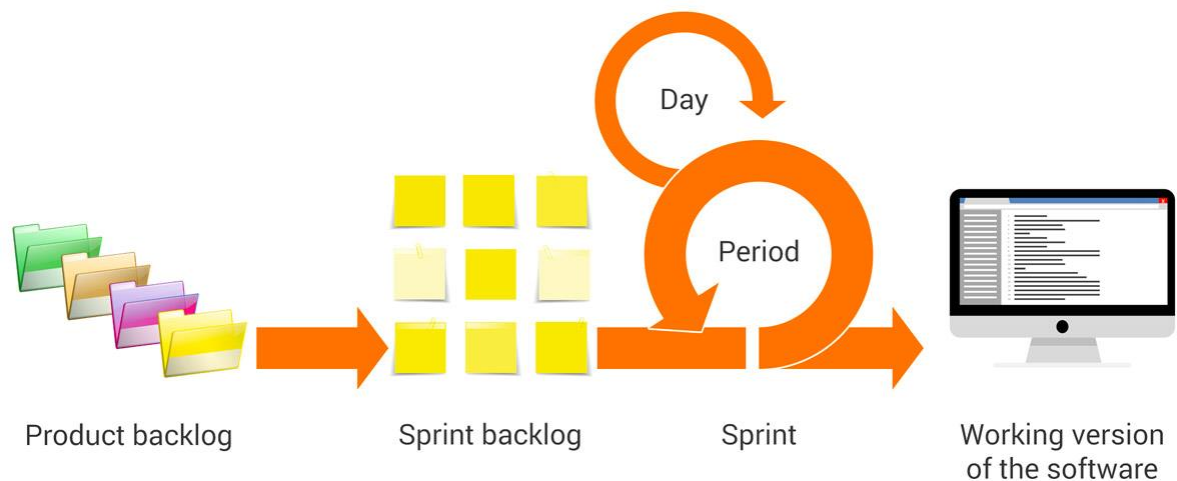 Day
Period
Product backlog
Sprint backlog
Sprint
Working version
of the software